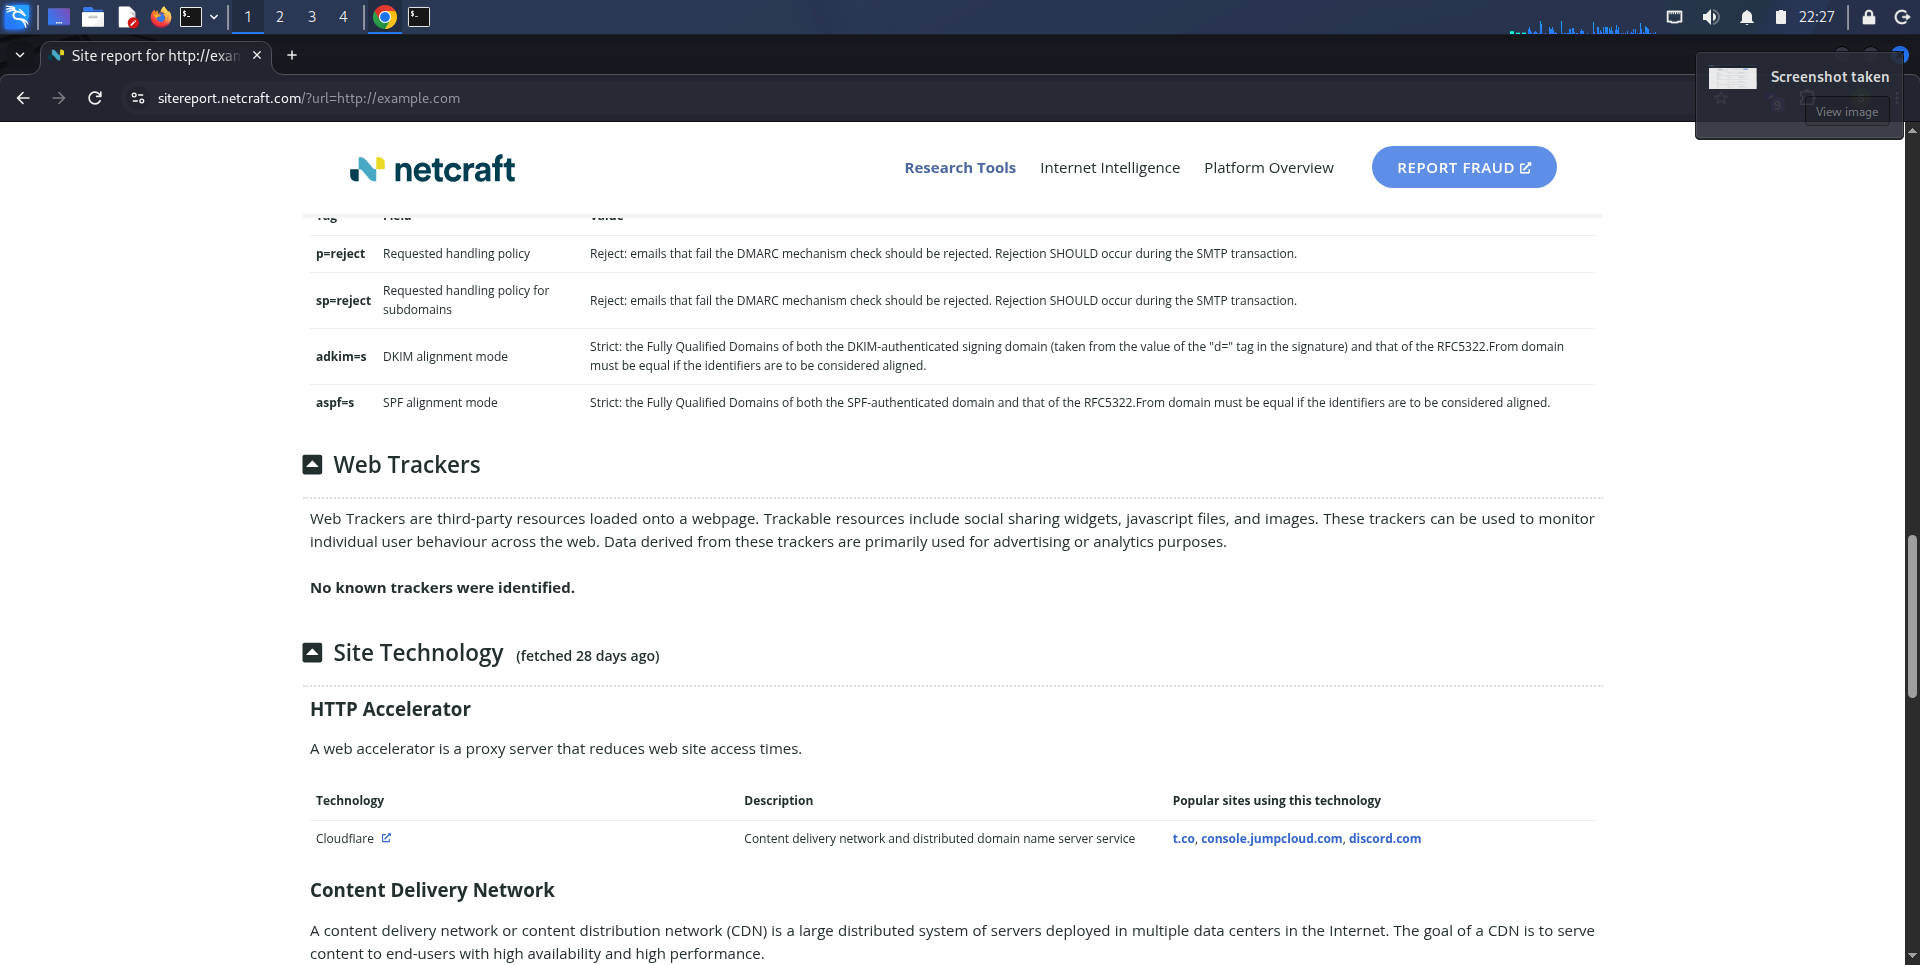 1 2 3 4
22:27
Site report for http://exam
Screenshot taken
View image
sitereport.netcraft.com/?url=http://example.com
netcraft
Research Tools Internet Intelligence Platform Overview REPORT FRAUD
Tag Field Value
p=reject Requested handling policy Reject: emails that fail the DMARC mechanism check should be rejected. Rejection SHOULD occur during the SMTP transaction.
sp=reject Requested handling policy for
subdomains Reject: emails that fail the DMARC mechanism check should be rejected. Rejection SHOULD occur during the SMTP transaction.
adkim=s DKIM alignment mode Strict: the Fully Qualified Domains of both the DKIM-authenticated signing domain (taken from the value of the "d=" tag in the signature) and that of the RFC5322.From domain
must be equal if the identifiers are to be considered aligned.
aspf=s SPF alignment mode Strict: the Fully Qualified Domains of both the SPF-authenticated domain and that of the RFC5322.From domain must be equal if the identifiers are to be considered aligned.
Web Trackers
Web Trackers are third-party resources loaded onto a webpage. Trackable resources include social sharing widgets, javascript files, and images. These trackers can be used to monitor
individual user behaviour across the web. Data derived from these trackers are primarily used for advertising or analytics purposes.
No known trackers were identified.
Site Technology (fetched 28 days ago)
HTTP Accelerator
A web accelerator is a proxy server that reduces web site access times.
Technology Description Popular sites using this technology
Cloudflare Content delivery network and distributed domain name server service t.co, console.jumpcloud.com, discord.com
Content Delivery Network
A content delivery network or content distribution network (CDN) is a large distributed system of servers deployed in multiple data centers in the Internet. The goal of a CDN is to serve
content to end-users with high availability and high performance.